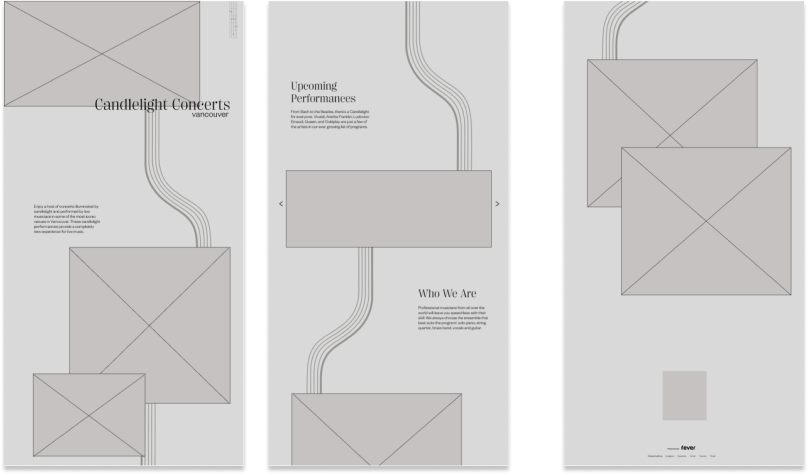 Candlelight Concerts
vancouver
Enjoy a host of concerts illuminated by
candlelight and performed by live
musicians in some of the most iconic
venues in Vancouver. These candlelight
performances provide a completely
new experience for live music.
Upcoming
Performances
From Bach to the Beatles, there's a Candlelight
for everyone. Vivaldi, Aretha Franklin, Ludovico
Einaudi, Queen, and Coldplay are just a few of
the artists in our ever-growing list of programs.
<
>
Who We Are
Professional musicians from all over the
world will leave you speechless with their
skill. We always choose the ensemble that
best suits the program: solo piano, string
quartet, brass band, vocals and guitar.
fever